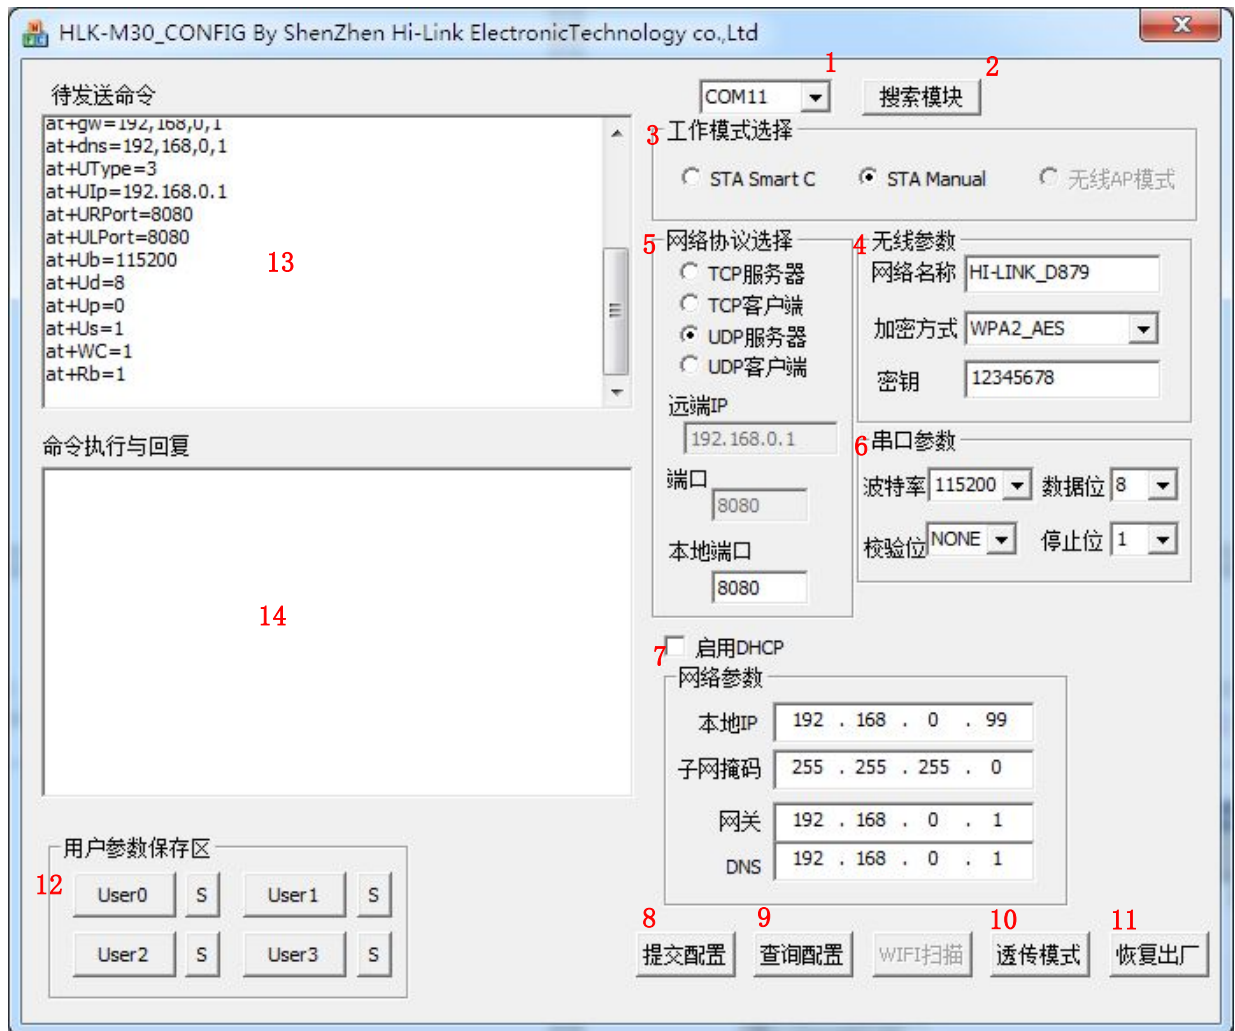 HLK-M30_CONFIG By ShenZhen Hi-Link ElectronicTechnology co.,Ltd
待发送命令
at+gw=192,168,0,1
at+dns=192,168,0,1
at+UType=3
at+UIp=192.168.0.1
at+URPort=8080
at+ULPort=8080
at+Ub=115200
at+Ud=8
at+Up=0
at+Us=1
at+WC=1
at+Rb=1
13
命令执行与回复
14
用户参数保存区
12
User0 S User1 S
User2 S User3 S
1
2
COM11 搜索模块
3 工作模式选择
STA Smart C STA Manual 无线AP模式
5 网络协议选择
TCP服务器
TCP客户端
UDP服务器
UDP客户端
远端IP
192.168.0.1
端口
8080
本地端口
8080
4 无线参数
网络名称 HI-LINK_D879
加密方式 WPA2_AES
密钥 12345678
6 串口参数
波特率 115200 数据位 8
校验位 NONE 停止位 1
7 启用DHCP
网络参数
本地IP 192 . 168 . 0 . 99
子网掩码 255 . 255 . 255 . 0
网关 192 . 168 . 0 . 1
DNS 192 . 168 . 0 . 1
8 9 10 11
提交配置 查询配置 WIFI扫描 透传模式 恢复出厂